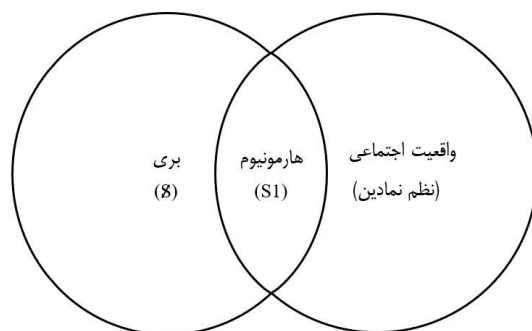 واقعیت اجتماعی
(نظم نمادین)
هارمونیوم
(S1)
بری
($)